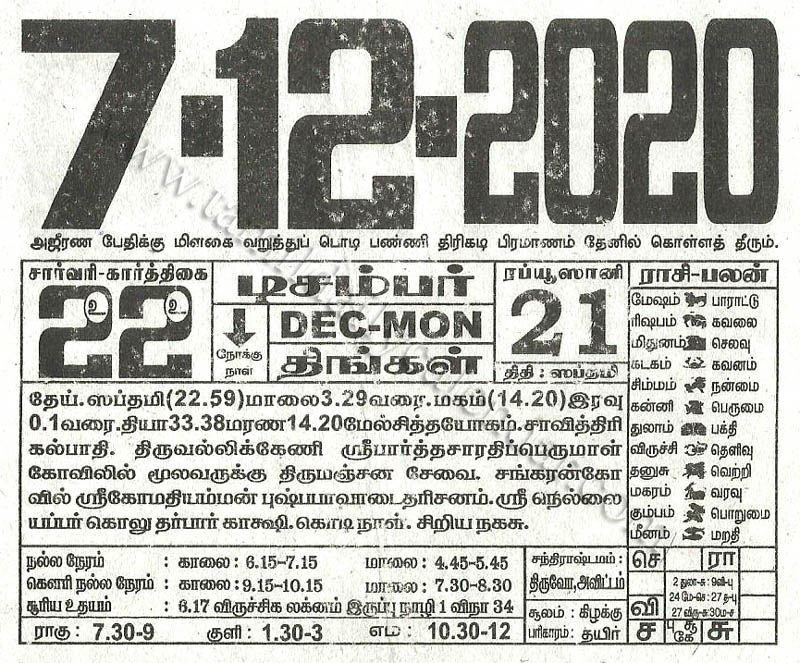 7-12-2020
அஜீரண பேதிக்கு மிளகை வறுத்துப் பொடி பண்ணி திரிகடி பிரமாணம் தேனில் கொள்ளத் தீரும்.
சார்வரி-கார்த்திகை
22
உ உ
டிசம்பர்
நோக்கு நாள்
DEC-MON
திங்கள்
ரப்யூஸானி
21
திதி : ஸப்தமி
தேய்.ஸப்தமி(22.59)மாலை3.29வரை.மகம்(14.20)இரவு
0.1வரை.தியா33.38மரண14.20மேல்சித்தயோகம்.சாவித்திரி
கல்பாதி. திருவல்லிக்கேணி ஸ்ரீபார்த்தசாரதிப்பெருமாள்
கோவிலில் மூலவருக்கு திருமஞ்சன சேவை. சங்கரன்கோ
வில் ஸ்ரீகோமதியம்மன் புஷ்பபாவாடைதரிசனம். ஸ்ரீ நெல்லை
யப்பர் கொலு தர்பார் காக்ஷி. கொடி நாள். சிறிய நகசு.
ராசி-பலன்
மேஷம் பாராட்டு
ரிஷபம் கவலை
மிதுனம் செலவு
கடகம் கவனம்
சிம்மம் நன்மை
கன்னி பெருமை
துலாம் பக்தி
விருச்சி தெளிவு
தனுசு வெற்றி
மகரம் வரவு
கும்பம் பொறுமை
மீனம் மறதி
நல்ல நேரம் : காலை: 6.15-7.15 மாலை: 4.45-5.45
கௌரி நல்ல நேரம் : காலை: 9.15-10.15 மாலை: 7.30-8.30
சூரிய உதயம் : 6.17 விருச்சிக லக்னம் இருப்பு நாழி 1 விநா 34
ராகு: 7.30-9 குளி: 1.30-3 எம: 10.30-12
சந்திராஷ்டமம்:
திருவோ,அவிட்டம்
சூலம் : கிழக்கு
பரிகாரம் : தயிர்
செ ரா
2 துலா-சு : 9வி-பு
24 மே-செ : 27 த-பு
வி 27 விரு-சு : 30ம-ச
ச பு சூ கே சு